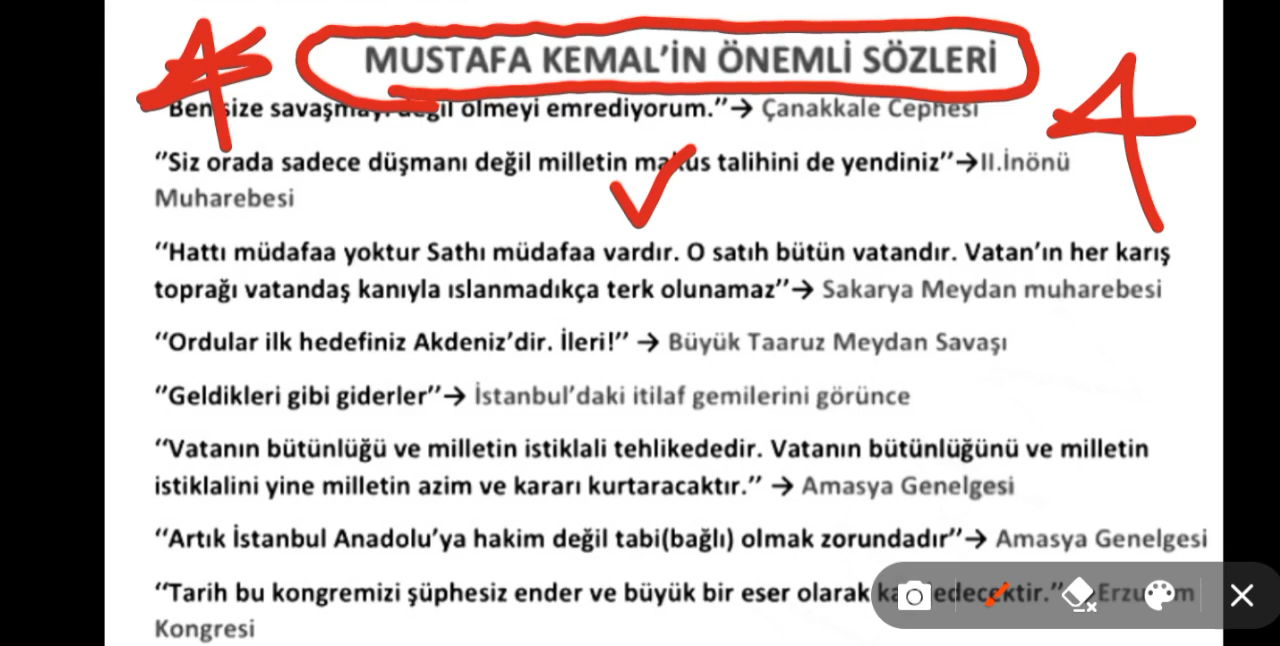 MUSTAFA KEMAL’İN ÖNEMLİ SÖZLERİ
“Ben size savaşmayı değil ölmeyi emrediyorum.”→ Çanakkale Cephesi
“Siz orada sadece düşmanı değil milletin makus talihini de yendiniz”→II.İnönü
Muharebesi
“Hattı müdafaa yoktur Sathı müdafaa vardır. O satıh bütün vatandır. Vatan’ın her karış
toprağı vatandaş kanıyla ıslanmadıkça terk olunamaz”→ Sakarya Meydan muharebesi
“Ordular ilk hedefiniz Akdeniz’dir. İleri!” → Büyük Taaruz Meydan Savaşı
“Geldikleri gibi giderler”→ İstanbul’daki itilaf gemilerini görünce
“Vatanın bütünlüğü ve milletin istiklali tehlikededir. Vatanın bütünlüğünü ve milletin
istiklalini yine milletin azim ve kararı kurtaracaktır.” → Amasya Genelgesi
“Artık İstanbul Anadolu’ya hakim değil tabi(bağlı) olmak zorundadır”→ Amasya Genelgesi
“Tarih bu kongremizi şüphesiz ender ve büyük bir eser olarak kaydedecektir.” Erzurum
Kongresi